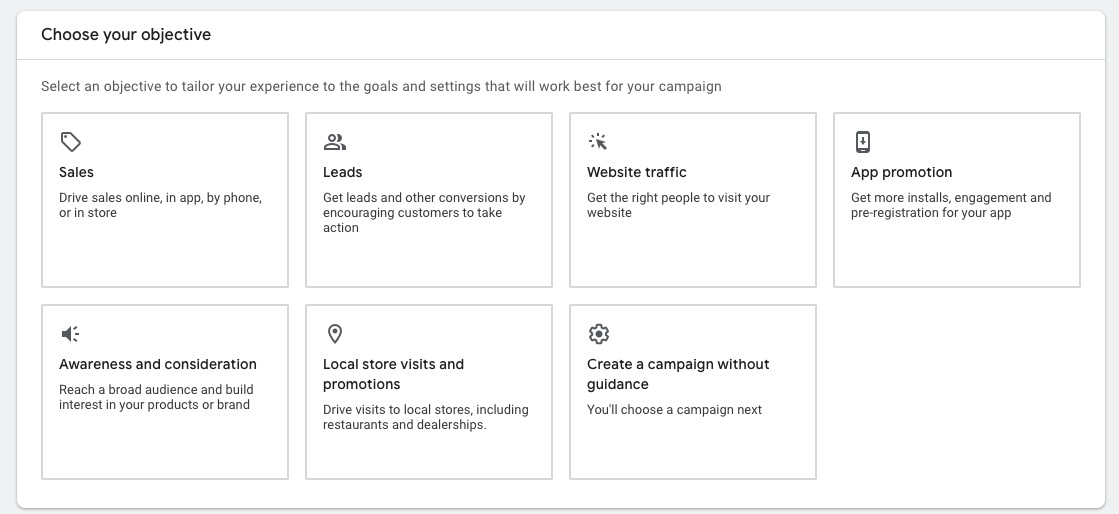 Choose your objective
Select an objective to tailor your experience to the goals and settings that will work best for your campaign
Sales
Drive sales online, in app, by phone,
or in store
Leads
Get leads and other conversions by
encouraging customers to take
action
Website traffic
Get the right people to visit your
website
App promotion
Get more installs, engagement and
pre-registration for your app
Awareness and consideration
Reach a broad audience and build
interest in your products or brand
Local store visits and
promotions
Drive visits to local stores, including
restaurants and dealerships.
Create a campaign without
guidance
You'll choose a campaign next